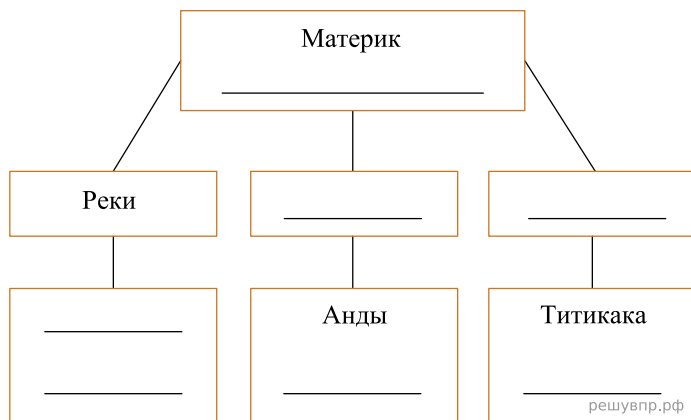 Материк
Реки
Анды
Титикака
решувпр.рф